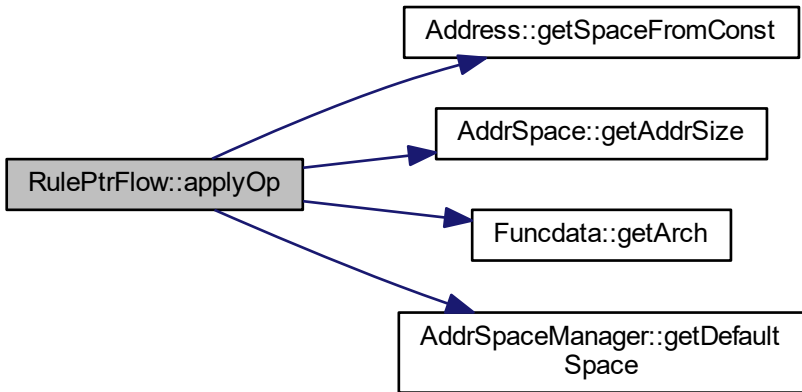 Address::getSpaceFromConst
AddrSpace::getAddrSize
RulePtrFlow::applyOp
Funcdata::getArch
AddrSpaceManager::getDefault
Space